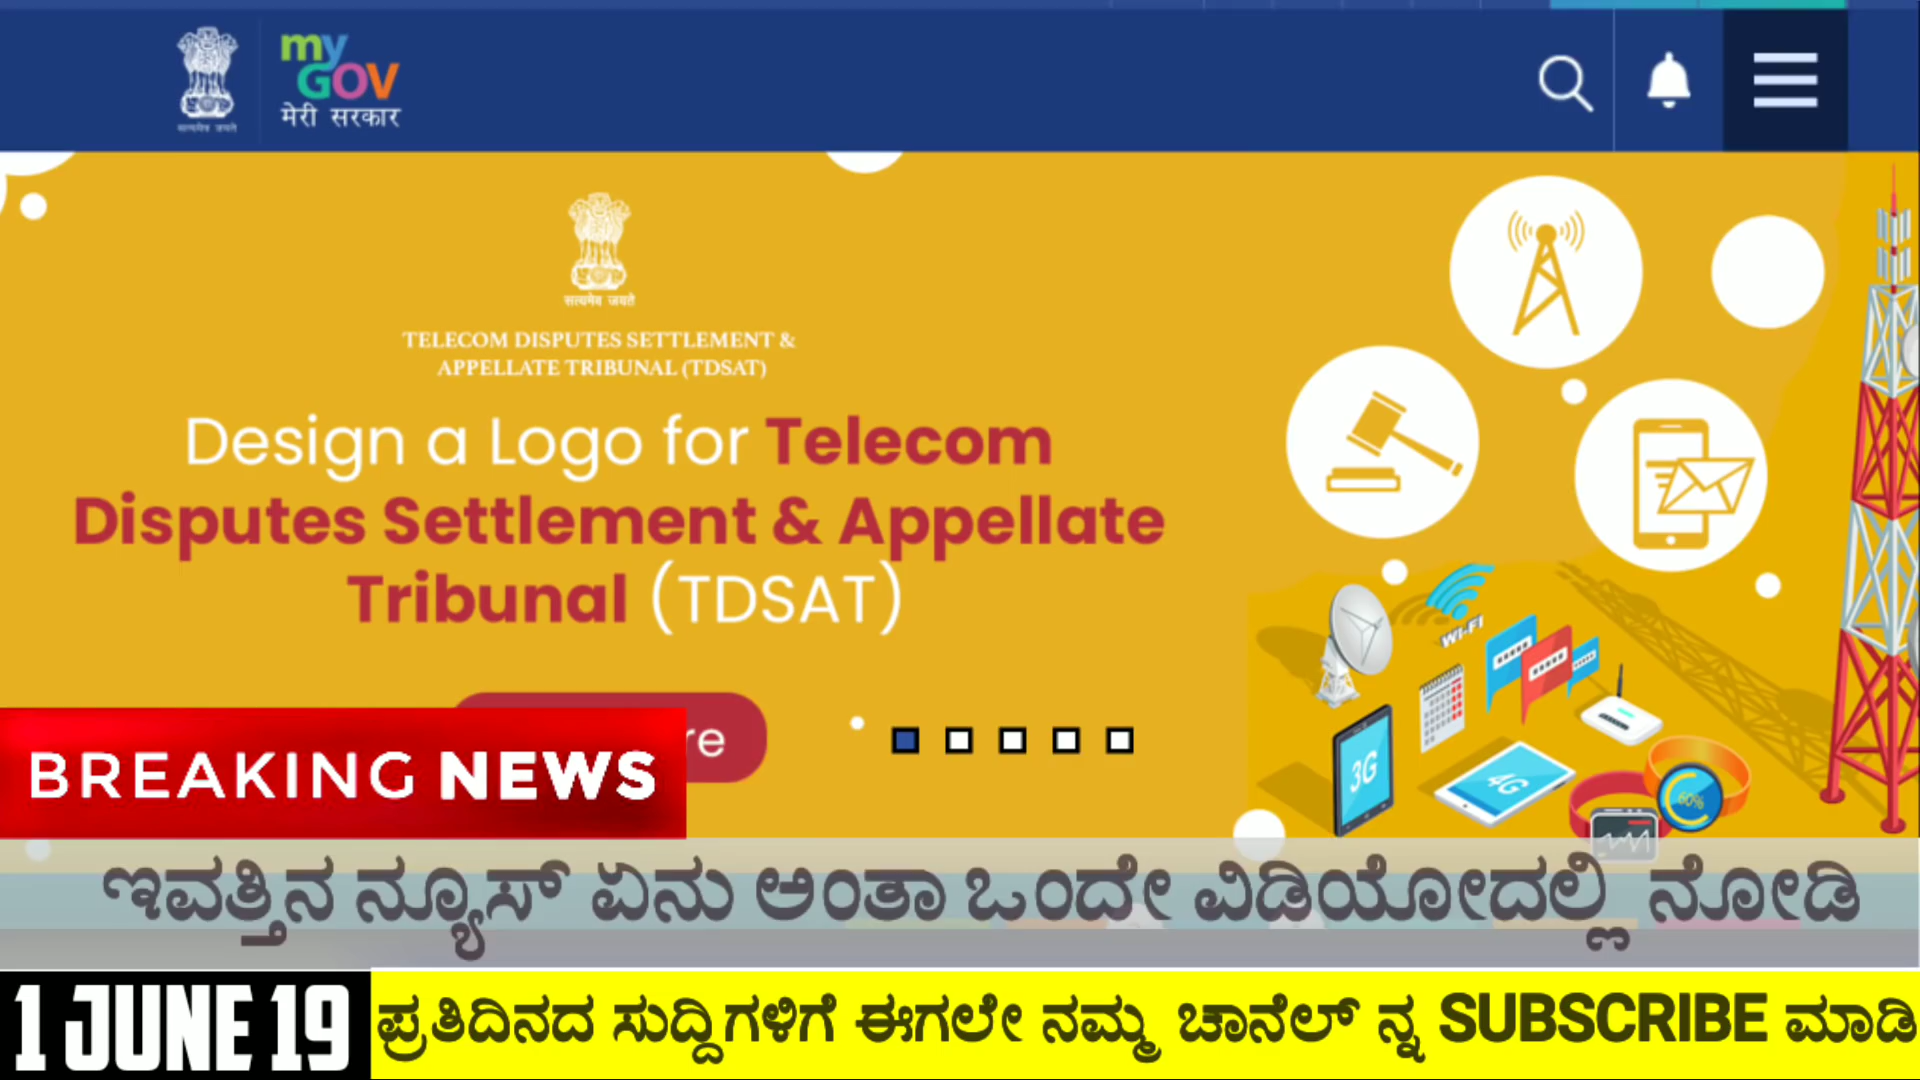 my
GOV
मेरी सरकार
सत्यमेव जयते
TELECOM DISPUTES SETTLEMENT &
APPELLATE TRIBUNAL (TDSAT)
Design a Logo for Telecom
Disputes Settlement & Appellate
Tribunal (TDSAT)
re
WI-FI
3G
4G
60%
BREAKING NEWS
ಇವತ್ತಿನ ನ್ಯೂಸ್ ಏನು ಅಂತಾ ಒಂದೇ ವಿಡಿಯೋದಲ್ಲಿ ನೋಡಿ
1 JUNE 19
ಪ್ರತಿದಿನದ ಸುದ್ದಿಗಳಿಗೆ ಈಗಲೇ ನಮ್ಮ ಚಾನೆಲ್ ನ್ನ SUBSCRIBE ಮಾಡಿ